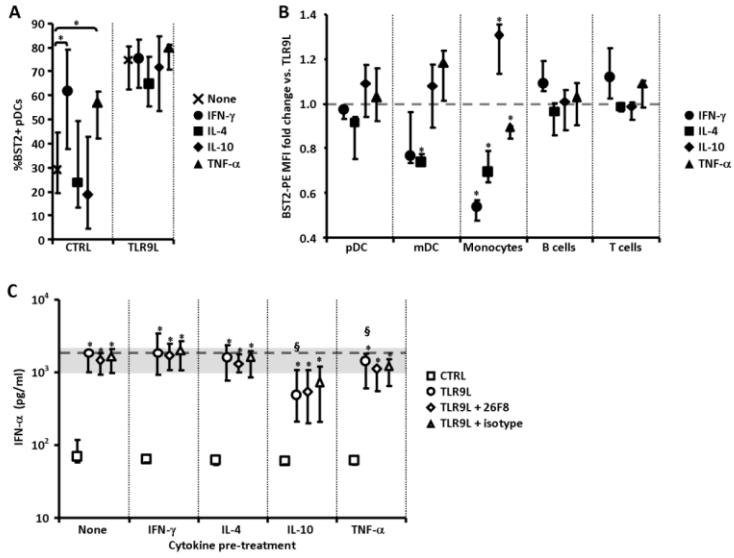 A
*
*
90
80
70
60
50
40
30
20
10
0
%BST2+ pDCs
CTRL
TLR9L
None
IFN-γ
IL-4
IL-10
TNF-α
B
1.4
1.2
1.0
0.8
0.6
0.4
BST2-PE MFI fold change vs. TLR9L
*
*
*
*
*
pDC
mDC
Monocytes
B cells
T cells
IFN-γ
IL-4
IL-10
TNF-α
C
10⁴
10³
10²
10
IFN-α (pg/ml)
* * *
* * *
* * *
§
* * *
§
* * *
None
IFN-γ
IL-4
IL-10
TNF-α
Cytokine pre-treatment
CTRL
TLR9L
TLR9L + 26F8
TLR9L + isotype